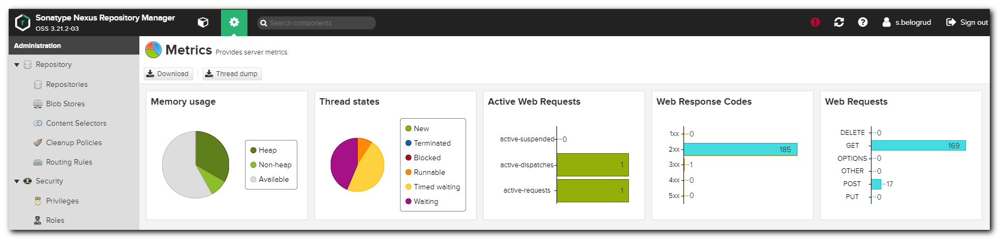 Sonatype Nexus Repository Manager
OSS 3.21.2-03
Search components
s.belogrud
Sign out
Administration
Repository
Repositories
Blob Stores
Content Selectors
Cleanup Policies
Routing Rules
Security
Privileges
Roles
Metrics Provides server metrics
Download
Thread dump
Memory usage
Heap
Non-heap
Available
Thread states
New
Terminated
Blocked
Runnable
Timed waiting
Waiting
Active Web Requests
active-suspended 0
active-dispatches 1
active-requests 1
Web Response Codes
1xx 0
2xx 185
3xx 1
4xx 0
5xx 0
Web Requests
DELETE 0
GET 169
OPTIONS 0
OTHER 0
POST 17
PUT 0